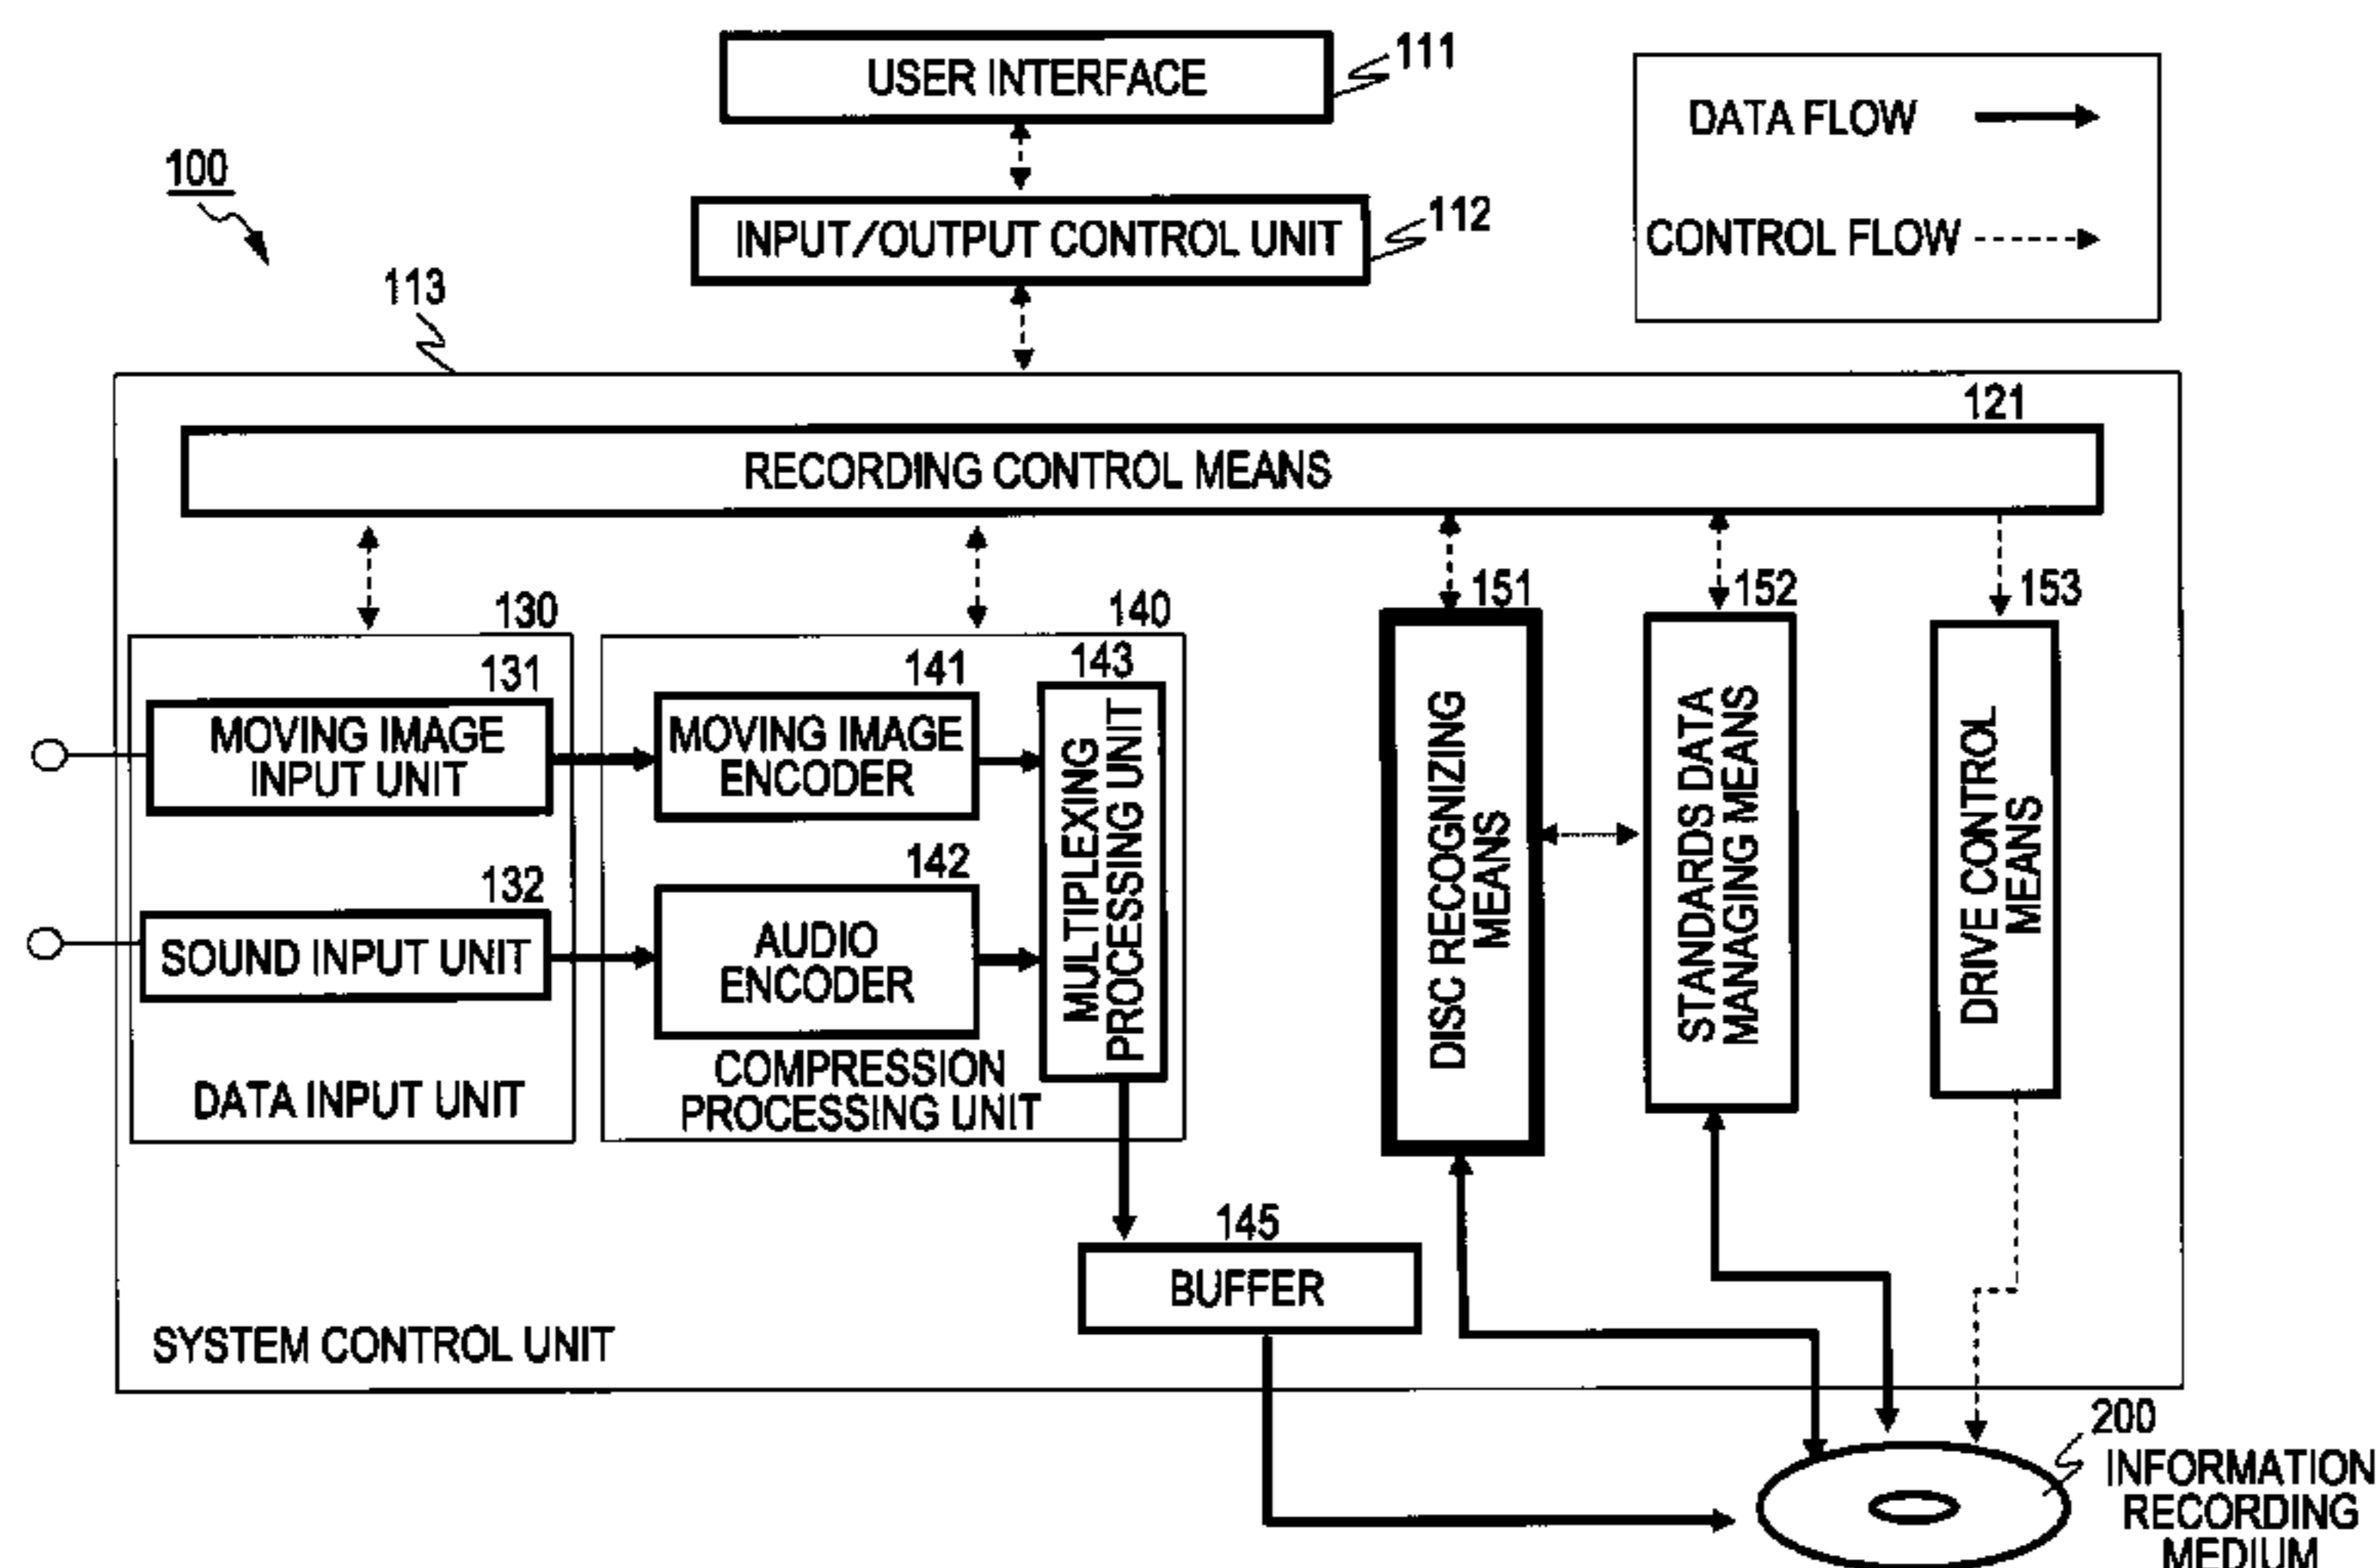 USER INTERFACE
111
DATA FLOW
100
INPUT/OUTPUT CONTROL UNIT
112
CONTROL FLOW
113
121
RECORDING CONTROL MEANS
130
140
151
152
153
131
141
143
MOVING IMAGE
INPUT UNIT
MOVING IMAGE
ENCODER
MULTIPLEXING
PROCESSING UNIT
DISC RECOGNIZING
MEANS
STANDARDS DATA
MANAGING MEANS
DRIVE CONTROL
MEANS
132
142
SOUND INPUT UNIT
AUDIO
ENCODER
DATA INPUT UNIT
COMPRESSION
PROCESSING UNIT
145
BUFFER
SYSTEM CONTROL UNIT
200
INFORMATION
RECORDING
MEDIUM